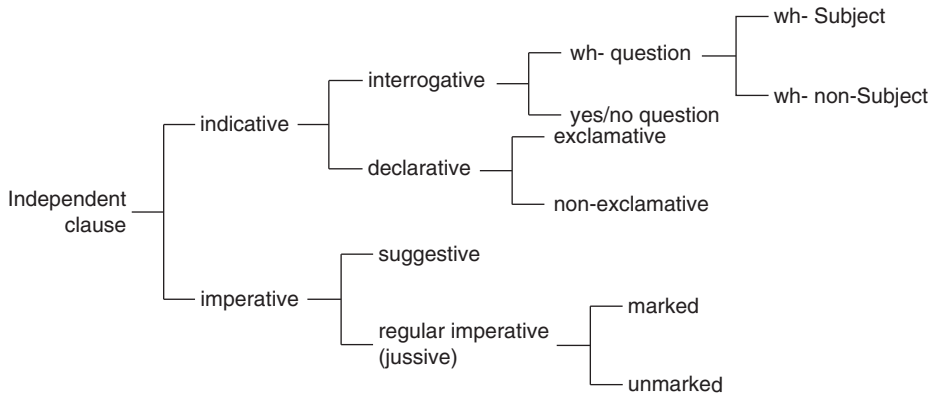 wh- Subject
wh- question
interrogative
wh- non-Subject
yes/no question
indicative
exclamative
declarative
Independent
clause
non-exclamative
suggestive
imperative
marked
regular imperative
(jussive)
unmarked